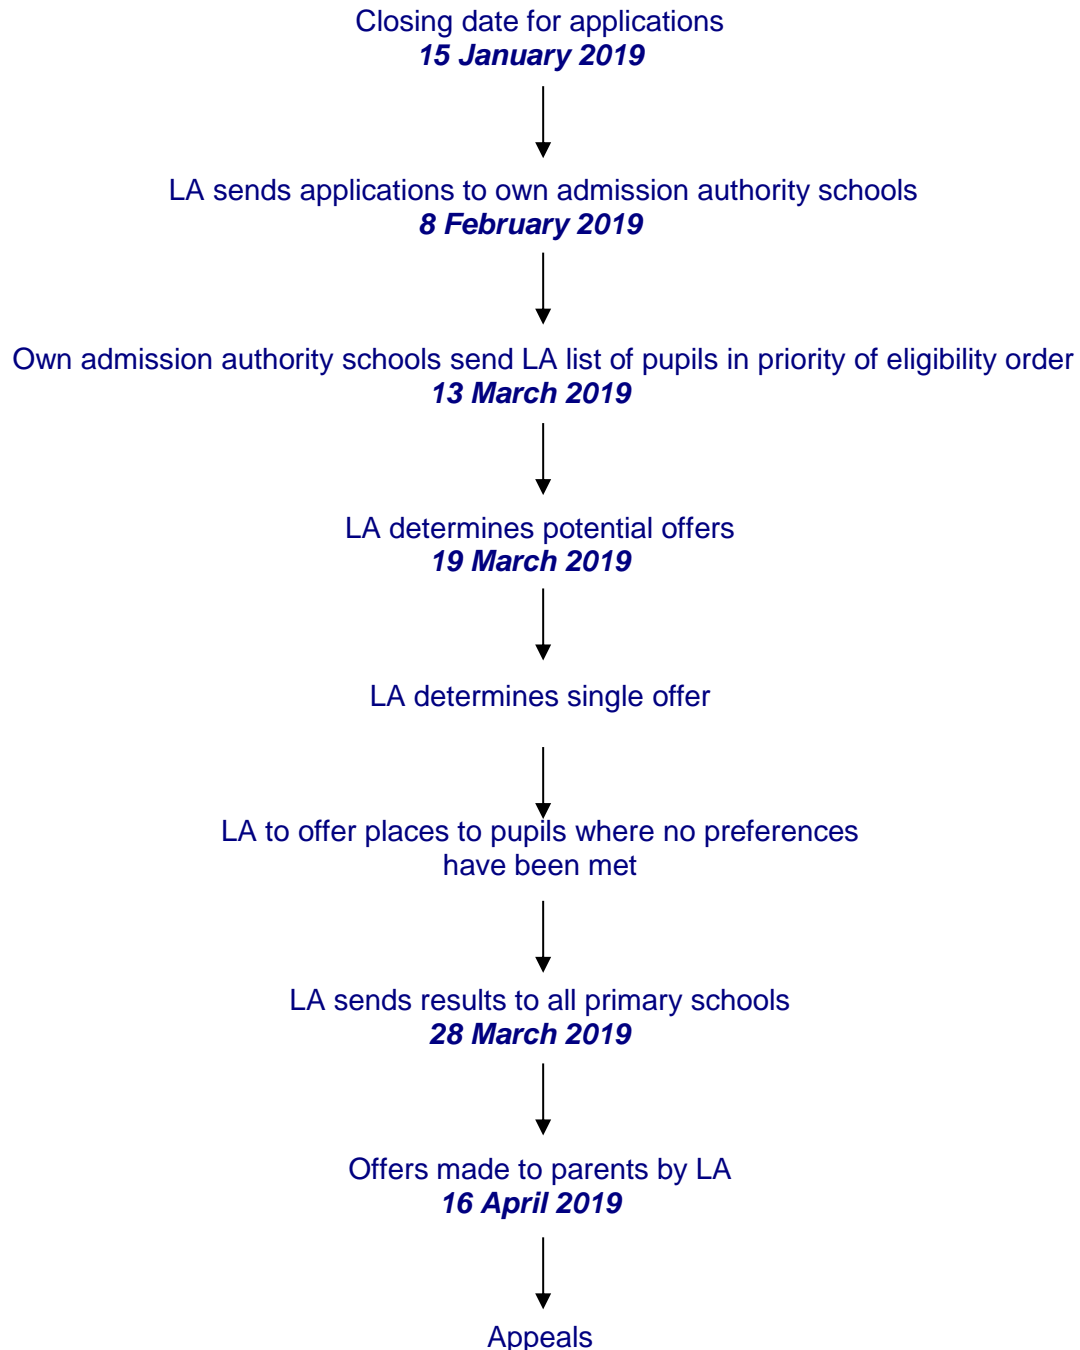 Closing date for applications
15 January 2019
LA sends applications to own admission authority schools
8 February 2019
Own admission authority schools send LA list of pupils in priority of eligibility order
13 March 2019
LA determines potential offers
19 March 2019
LA determines single offer
LA to offer places to pupils where no preferences
have been met
LA sends results to all primary schools
28 March 2019
Offers made to parents by LA
16 April 2019
Appeals